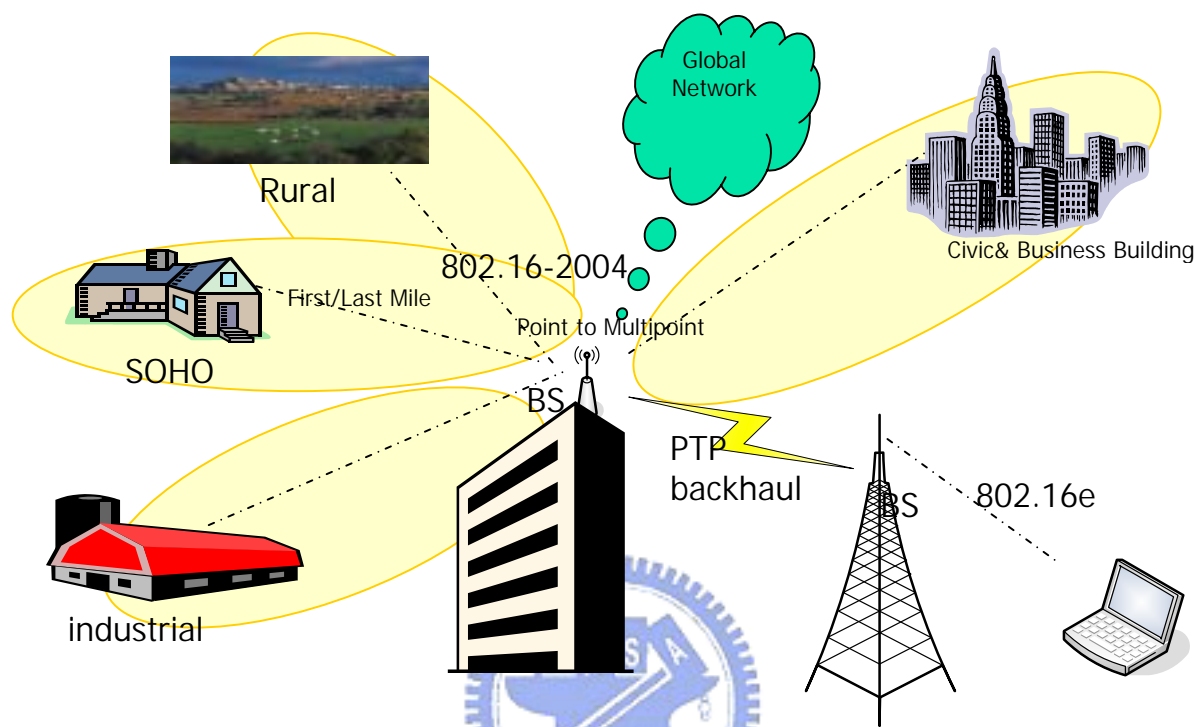 Global
Network
Rural
802.16-2004
Civic& Business Building
First/Last Mile
Point to Multipoint
SOHO
BS
PTP
backhaul
BS
802.16e
industrial
S A